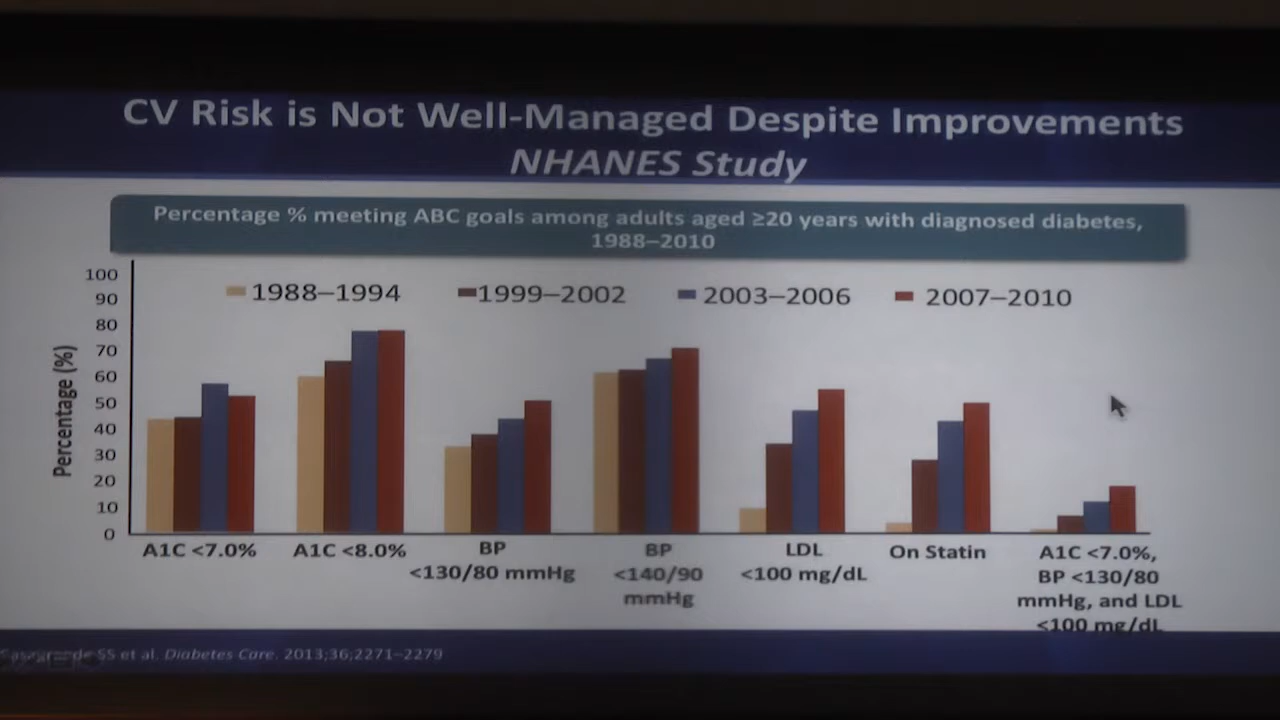 CV Risk is Not Well-Managed Despite Improvements
NHANES Study
Percentage % meeting ABC goals among adults aged ≥20 years with diagnosed diabetes,
1988–2010
Percentage (%)
100
90
80
70
60
50
40
30
20
10
0
1988–1994
1999–2002
2003–2006
2007–2010
A1C <7.0%
A1C <8.0%
BP
<130/80 mmHg
BP
<140/90
mmHg
LDL
<100 mg/dL
On Statin
A1C <7.0%,
BP <130/80
mmHg, and LDL
<100 mg/dL
SS et al. Diabetes Care. 2013;36;2271–2279